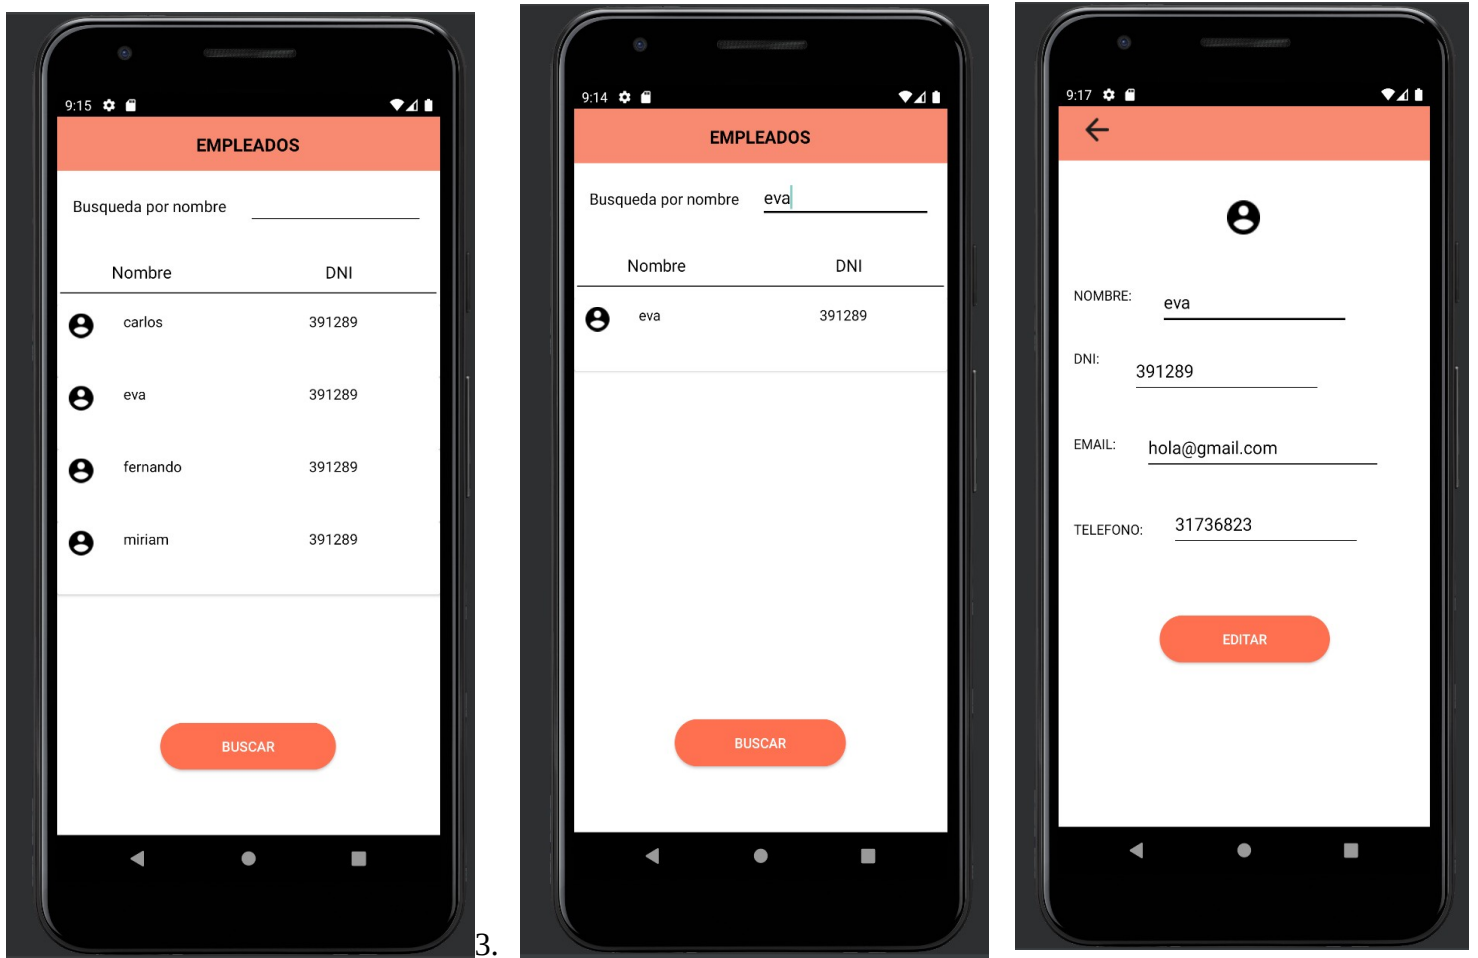 9:15
EMPLEADOS
Busqueda por nombre
Nombre DNI
carlos 391289
eva 391289
fernando 391289
miriam 391289
BUSCAR
3.
9:14
EMPLEADOS
Busqueda por nombre eva
Nombre DNI
eva 391289
BUSCAR
9:17
NOMBRE: eva
DNI: 391289
EMAIL: hola@gmail.com
TELEFONO: 31736823
EDITAR